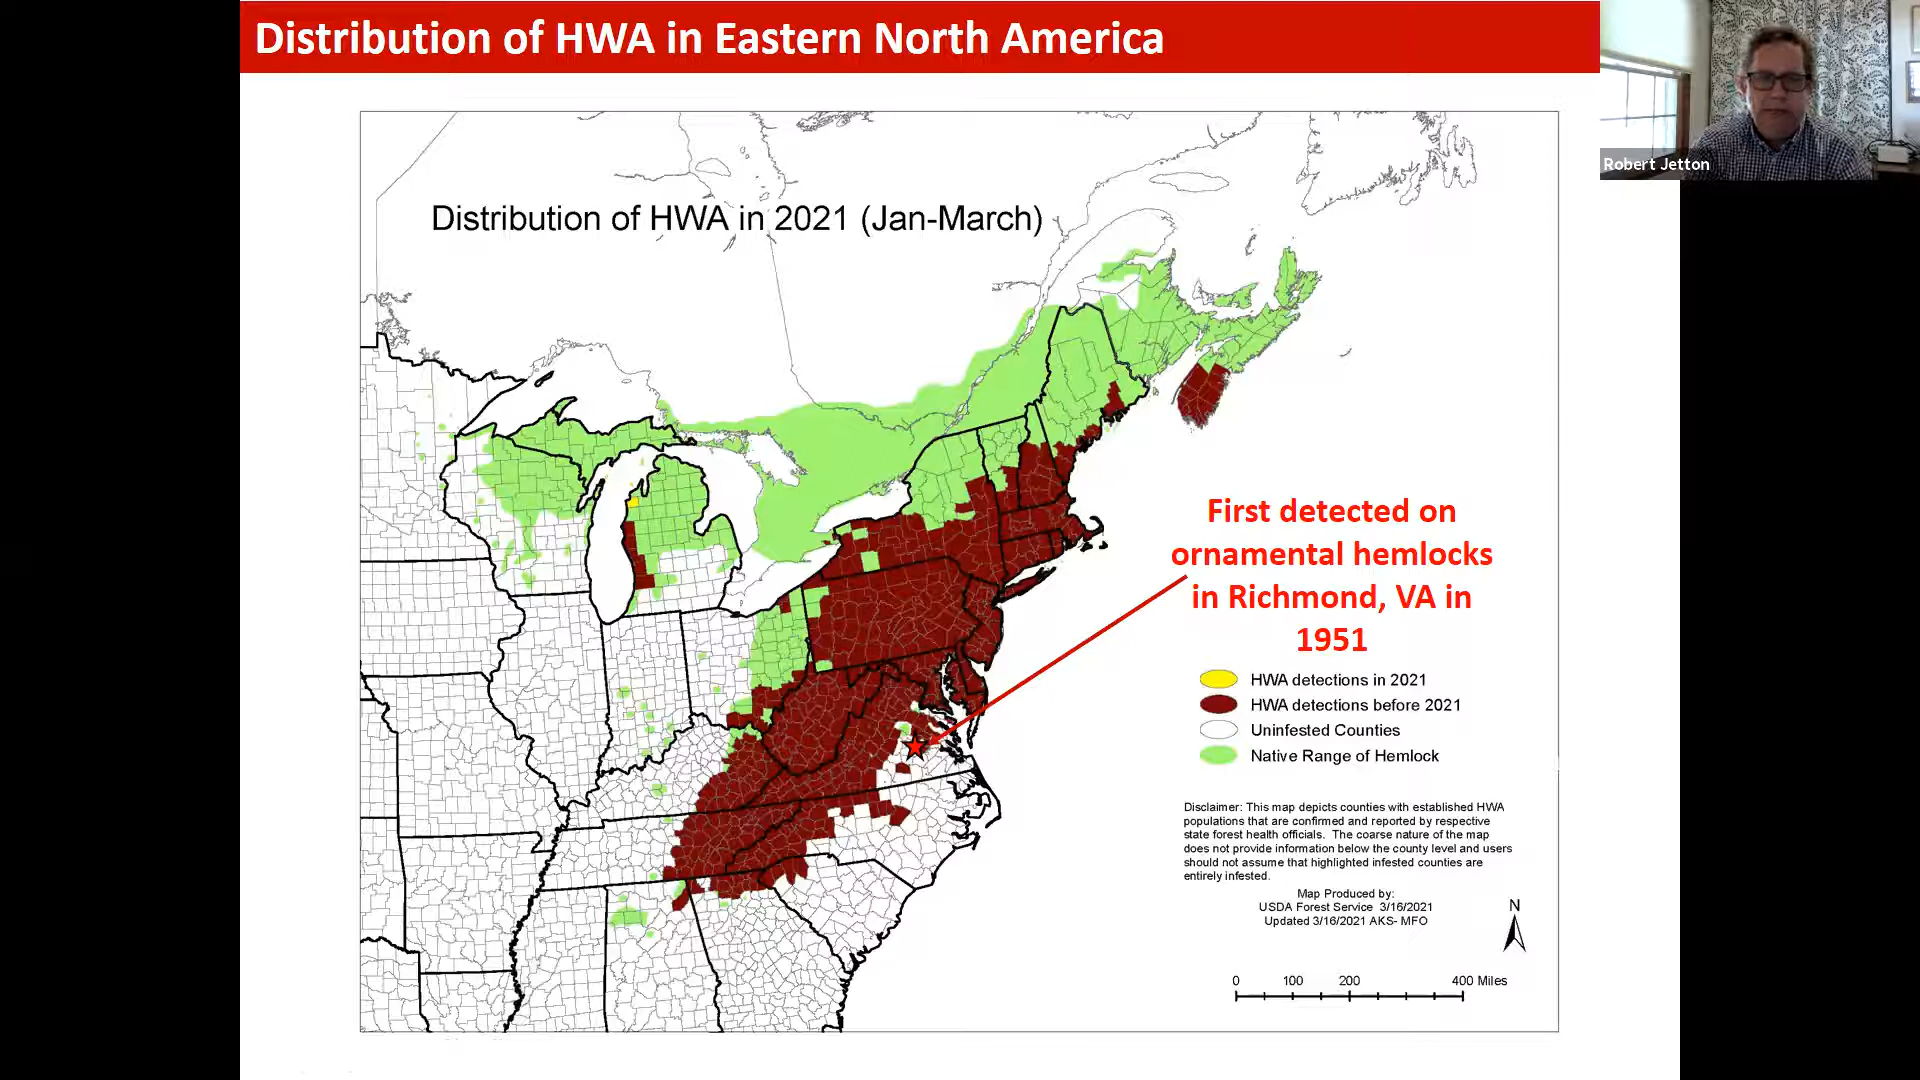 Distribution of HWA in Eastern North America
Robert Jetton
Distribution of HWA in 2021 (Jan-March)
First detected on
ornamental hemlocks
in Richmond, VA in
1951
HWA detections in 2021
HWA detections before 2021
Uninfested Counties
Native Range of Hemlock
Disclaimer: This map depicts counties with established HWA
populations that are confirmed and reported by respective
state forest health officials. The coarse nature of the map
does not provide information below the county level and users
should not assume that highlighted infested counties are
entirely infested.
Map Produced by:
USDA Forest Service 3/16/2021
Updated 3/16/2021 AKS- MFO
N
0 100 200 400 Miles